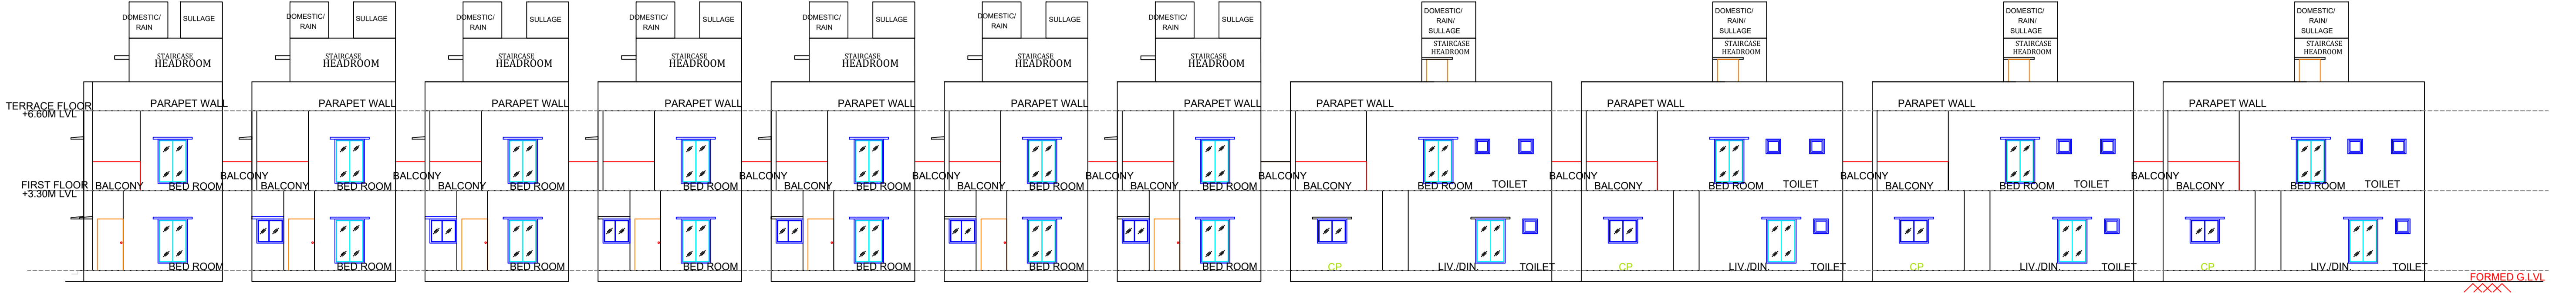 DOMESTIC/
RAIN
SULLAGE
DOMESTIC/
RAIN
SULLAGE
DOMESTIC/
RAIN
SULLAGE
DOMESTIC/
RAIN
SULLAGE
DOMESTIC/
RAIN
SULLAGE
DOMESTIC/
RAIN
SULLAGE
DOMESTIC/
RAIN
SULLAGE
DOMESTIC/
RAIN/
SULLAGE
DOMESTIC/
RAIN/
SULLAGE
DOMESTIC/
RAIN/
SULLAGE
DOMESTIC/
RAIN/
SULLAGE
STAIRCASE
HEADROOM
STAIRCASE
HEADROOM
STAIRCASE
HEADROOM
STAIRCASE
HEADROOM
STAIRCASE
HEADROOM
STAIRCASE
HEADROOM
STAIRCASE
HEADROOM
STAIRCASE
HEADROOM
STAIRCASE
HEADROOM
STAIRCASE
HEADROOM
STAIRCASE
HEADROOM
TERRACE FLOOR
+6.60M LVL
PARAPET WALL
PARAPET WALL
PARAPET WALL
PARAPET WALL
PARAPET WALL
PARAPET WALL
PARAPET WALL
PARAPET WALL
PARAPET WALL
PARAPET WALL
PARAPET WALL
FIRST FLOOR
+3.30M LVL
BALCONY
BED ROOM
BALCONY
BALCONY
BED ROOM
BALCONY
BALCONY
BED ROOM
BALCONY
BALCONY
BED ROOM
BALCONY
BALCONY
BED ROOM
BALCONY
BALCONY
BED ROOM
BALCONY
BALCONY
BED ROOM
BALCONY
BALCONY
BED ROOM
TOILET
BALCONY
BALCONY
BED ROOM
TOILET
BALCONY
BALCONY
BED ROOM
TOILET
BALCONY
BALCONY
BED ROOM
TOILET
BED ROOM
BED ROOM
BED ROOM
BED ROOM
BED ROOM
BED ROOM
BED ROOM
CP
LIV./DIN.
TOILET
CP
LIV./DIN.
TOILET
CP
LIV./DIN.
TOILET
CP
LIV./DIN.
TOILET
FORMED G.LVL